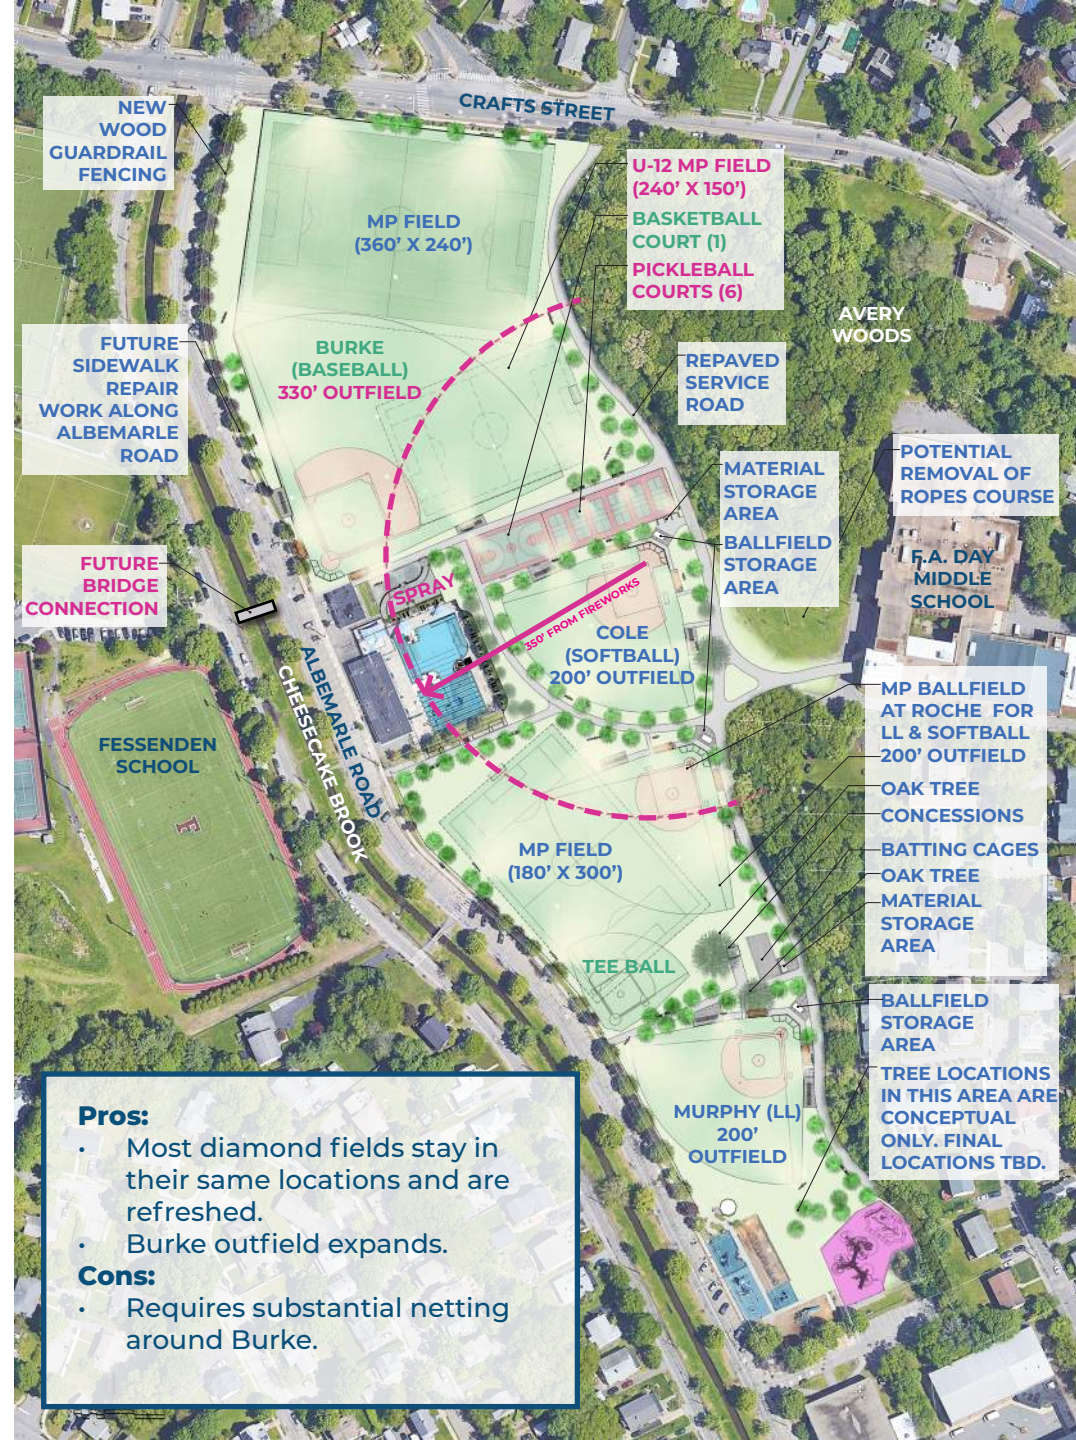 CRAFTS STREET
NEW
WOOD
GUARDRAIL
FENCING
MP FIELD
(360’ X 240’)
U-12 MP FIELD
(240’ X 150’)
BASKETBALL
COURT (1)
PICKLEBALL
COURTS (6)
AVERY
WOODS
FUTURE
SIDEWALK
REPAIR
WORK ALONG
ALBEMARLE
ROAD
BURKE
(BASEBALL)
330’ OUTFIELD
REPAVED
SERVICE
ROAD
MATERIAL
STORAGE
AREA
BALLFIELD
STORAGE
AREA
POTENTIAL
REMOVAL OF
ROPES COURSE
F.A. DAY
MIDDLE
SCHOOL
FUTURE
BRIDGE
CONNECTION
SPRAY
350’ FROM FIREWORKS
COLE
(SOFTBALL)
200’ OUTFIELD
ALBEMARLE ROAD
CHEESECAKE BROOK
FESSENDEN
SCHOOL
F
MP BALLFIELD
AT ROCHE FOR
LL & SOFTBALL
200’ OUTFIELD
OAK TREE
CONCESSIONS
BATTING CAGES
OAK TREE
MATERIAL
STORAGE
AREA
MP FIELD
(180’ X 300’)
TEE BALL
BALLFIELD
STORAGE
AREA
TREE LOCATIONS
IN THIS AREA ARE
CONCEPTUAL
ONLY. FINAL
LOCATIONS TBD.
MURPHY (LL)
200’
OUTFIELD
Pros:
• Most diamond fields stay in
their same locations and are
refreshed.
• Burke outfield expands.
Cons:
• Requires substantial netting
around Burke.